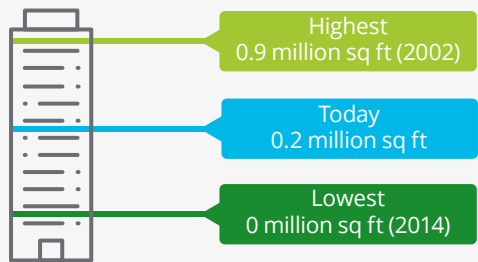 Highest
0.9 million sq ft (2002)
Today
0.2 million sq ft
Lowest
0 million sq ft (2014)